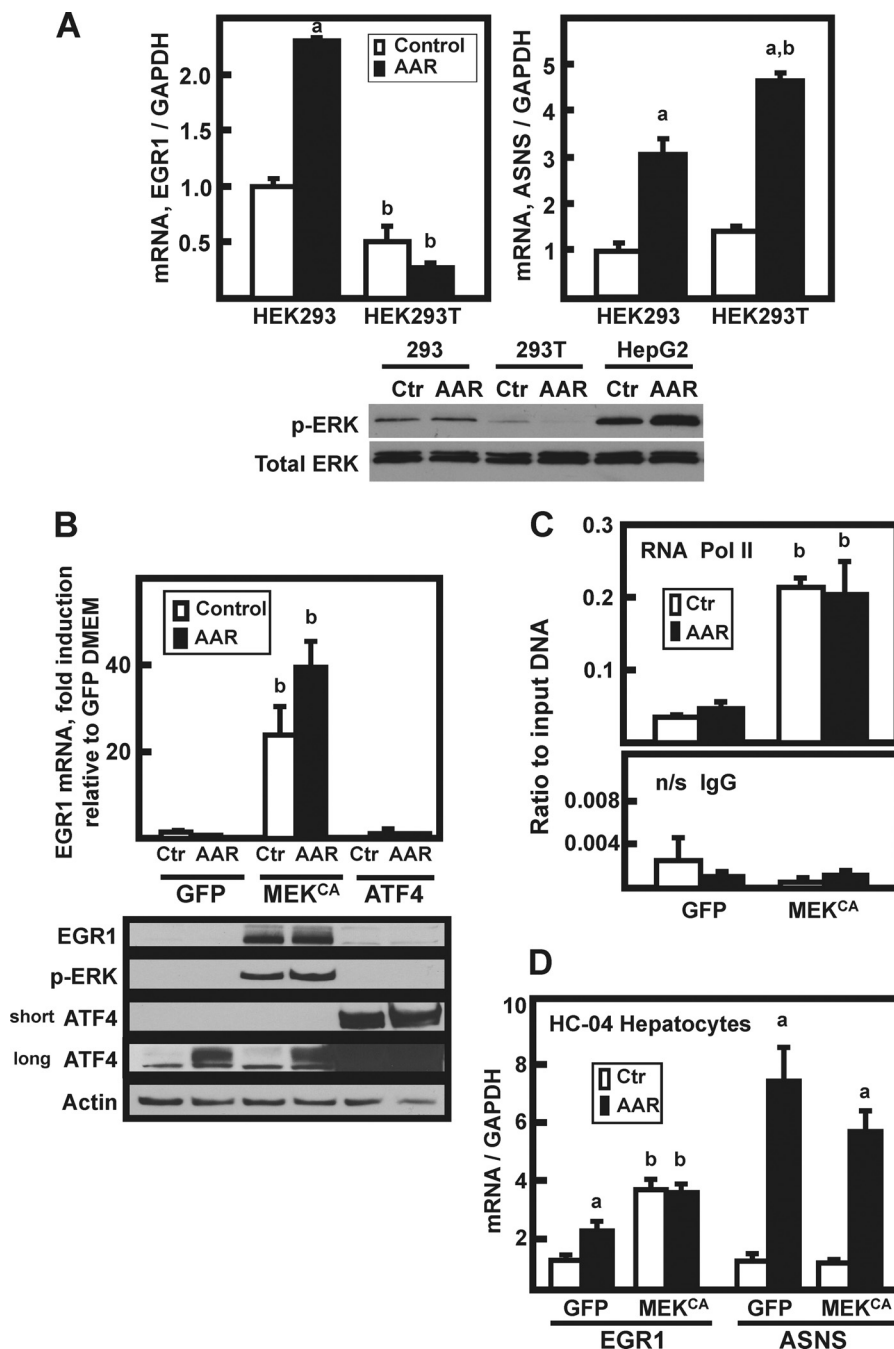 A
mRNA, EGR1 / GAPDH
2.0
1.5
1.0
0.5
a
b
b
Control
AAR
HEK293
HEK293T
mRNA, ASNS / GAPDH
5
4
3
2
1
a
a,b
HEK293
HEK293T
293
293T
HepG2
Ctr AAR Ctr AAR Ctr AAR
p-ERK
Total ERK
B
EGR1 mRNA, fold induction
relative to GFP DMEM
40
20
Control
AAR
b
b
Ctr AAR Ctr AAR Ctr AAR
GFP
MEKCA
ATF4
EGR1
p-ERK
short ATF4
long ATF4
Actin
C
Ratio to input DNA
0.3
0.2
0.1
RNA Pol II
Ctr
AAR
b
b
n/s IgG
0.008
0.004
GFP
MEKCA
D
mRNA / GAPDH
10
8
6
4
2
HC-04 Hepatocytes
Ctr
AAR
a
b
b
a
a
GFP
MEKCA
GFP
MEKCA
EGR1
ASNS